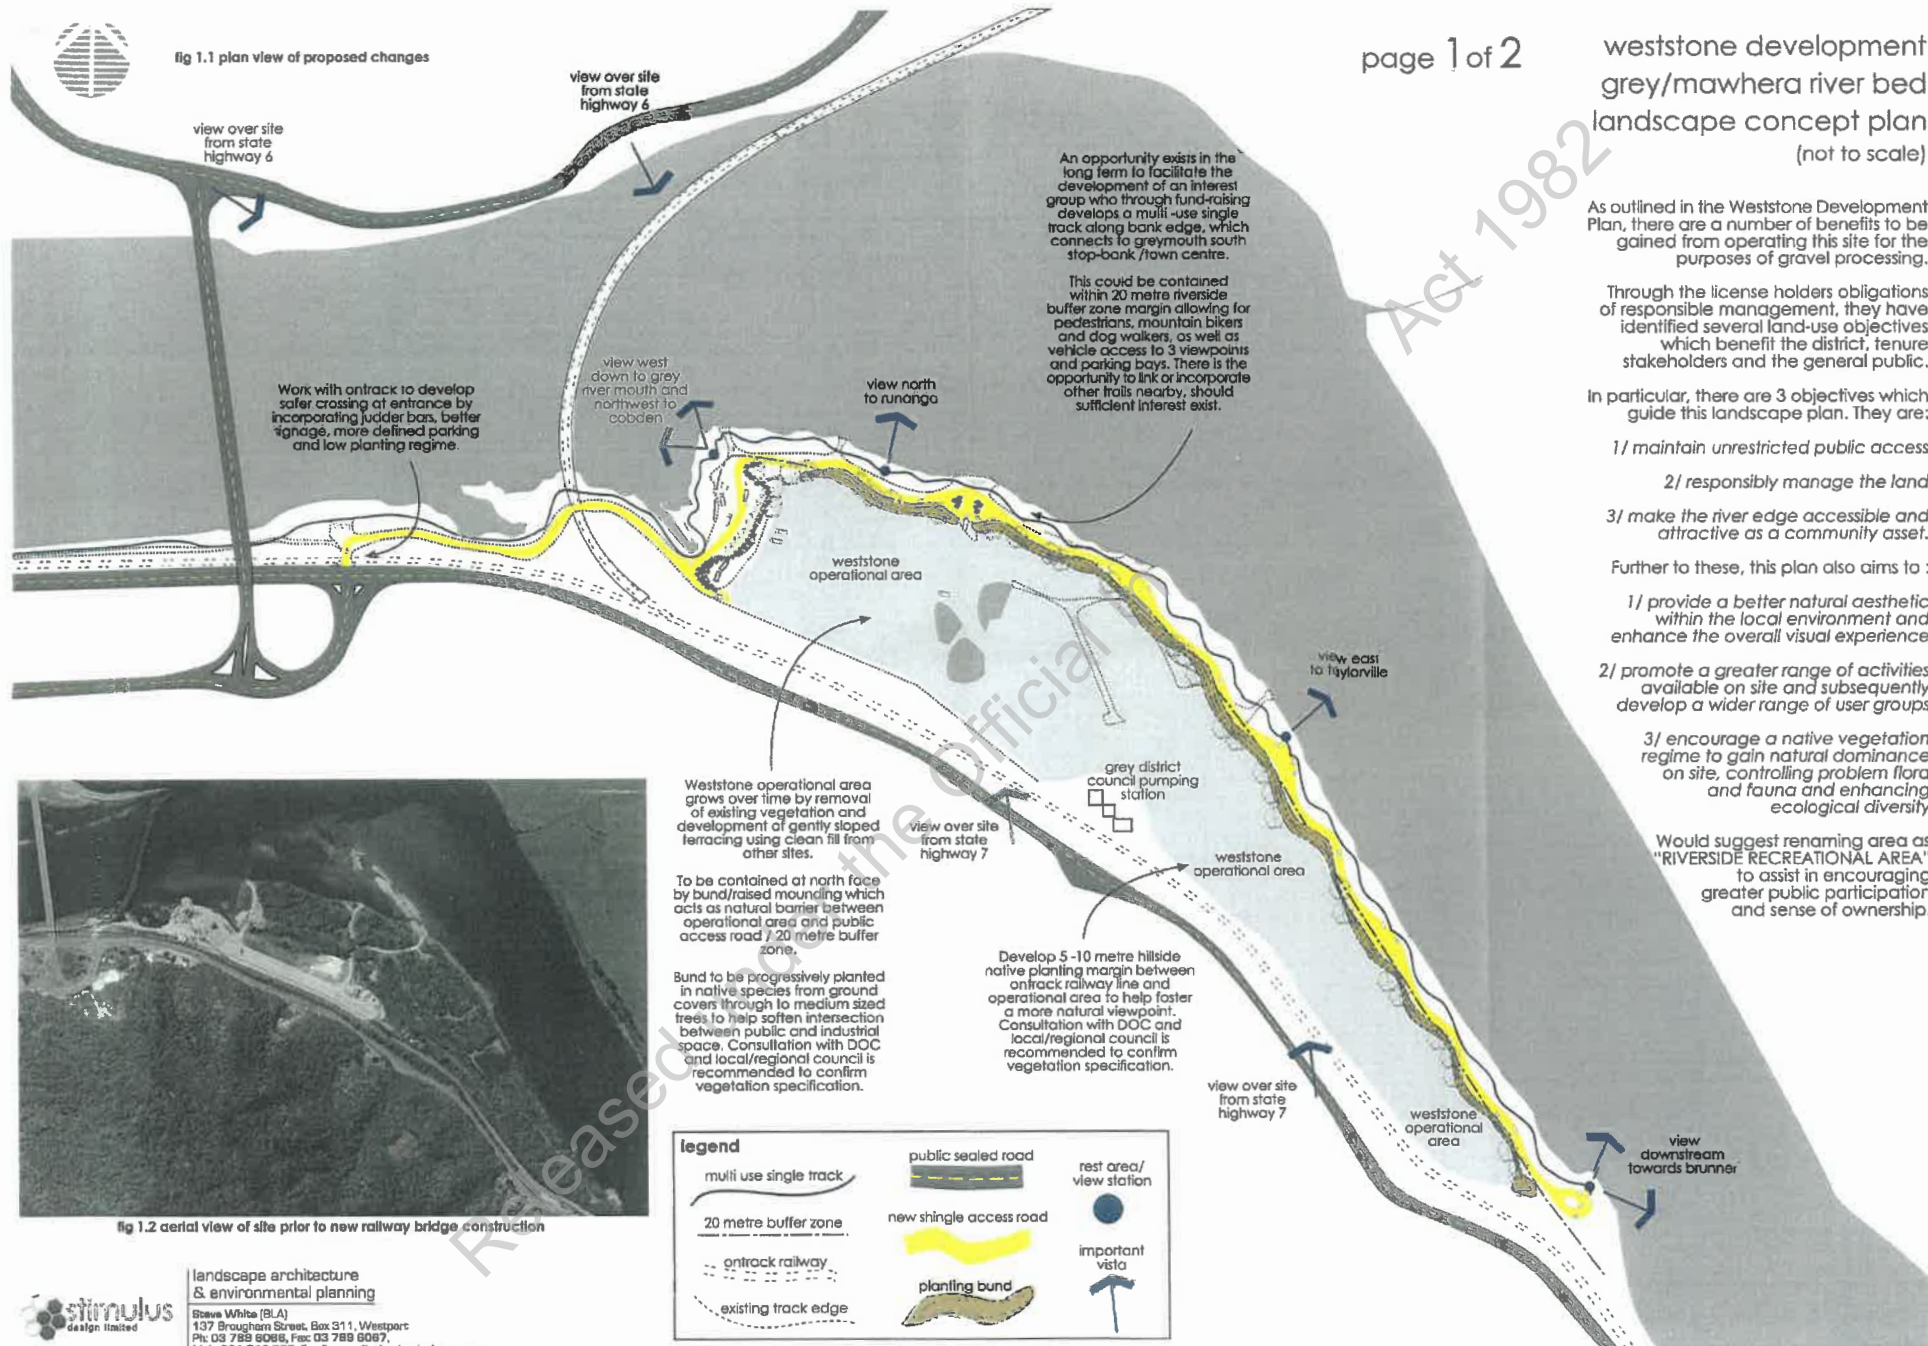 fig 1.1 plan view of proposed changes
page 1 of 2
weststone development
grey/mawhera river bed
landscape concept plan
(not to scale)
As outlined in the Weststone Development
Plan, there are a number of benefits to be
gained from operating this site for the
purposes of gravel processing.
Through the license holders obligations
of responsible management, they have
identified several land-use objectives
which benefit the district, tenure
stakeholders and the general public.
In particular, there are 3 objectives which
guide this landscape plan. They are:
1/ maintain unrestricted public access
2/ responsibly manage the land
3/ make the river edge accessible and
attractive as a community asset.
Further to these, this plan also aims to :
1/ provide a better natural aesthetic
within the local environment and
enhance the overall visual experience
2/ promote a greater range of activities
available on site and subsequently
develop a wider range of user groups
3/ encourage a native vegetation
regime to gain natural dominance
on site, controlling problem flora
and fauna and enhancing
ecological diversity
Would suggest renaming area as
"RIVERSIDE RECREATIONAL AREA"
to assist in encouraging
greater public participation
and sense of ownership.
view over site
from state
highway 6
view over site
from state
highway 6
An opportunity exists in the
long term to facilitate the
development of an interest
group who through fund-raising
develops a multi-use single
track along bank edge, which
connects to greymouth south
stop-bank /town centre.
This could be contained
within 20 metre riverside
buffer zone margin allowing for
pedestrians, mountain bikers
and dog walkers, as well as
vehicle access to 3 viewpoints
and parking bays. There is the
opportunity to link or incorporate
other trails nearby, should
sufficient interest exist.
Work with ontrack to develop
safer crossing at entrance by
incorporating judder bars, better
signage, more defined parking
and low planting regime.
view west
down to grey
river mouth and
northwest to
cobden
view north
to runanga
weststone
operational area
view east
to taylorville
grey district
council pumping
station
weststone
operational area
weststone
operational
area
Weststone operational area
grows over time by removal
of existing vegetation and
development of gently sloped
terracing using clean fill from
other sites.
To be contained at north face
by bund/raised mounding which
acts as natural barrier between
operational area and public
access road / 20 metre buffer
zone.
Bund to be progressively planted
in native species from ground
covers through to medium sized
trees to help soften intersection
between public and industrial
space. Consultation with DOC
and local/regional council is
recommended to confirm
vegetation specification.
view over site
from state
highway 7
Develop 5 -10 metre hillside
native planting margin between
ontrack railway line and
operational area to help foster
a more natural viewpoint.
Consultation with DOC and
local/regional council is
recommended to confirm
vegetation specification.
view over site
from state
highway 7
view
downstream
towards brunner
fig 1.2 aerial view of site prior to new railway bridge construction
legend
multi use single track
20 metre buffer zone
ontrack railway
existing track edge
public sealed road
new shingle access road
planting bund
rest area/
view station
important
vista
stimulus
design limited
landscape architecture
& environmental planning
Steve White (BLA)
137 Brougham Street, Box 311, Westport
Ph: 03 789 6066, Fax: 03 789 6067,
Released under the Official
Act 1982